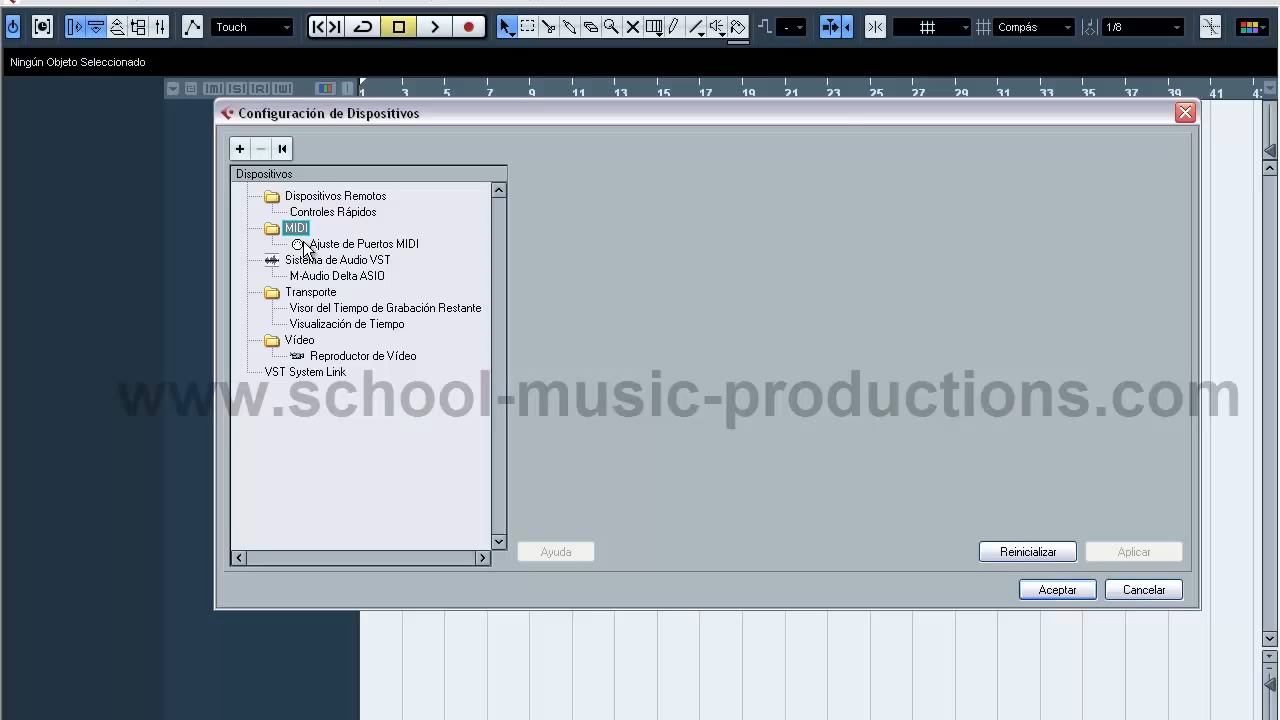 Touch
-
Compás
1/8
Ningún Objeto Seleccionado
1 3 5 7 9 11 13 15 17 19 21 23 25 27 29 31 33 35 37 39 41
Configuración de Dispositivos
Dispositivos
Dispositivos Remotos
Controles Rápidos
MIDI
Ajuste de Puertos MIDI
Sistema de Audio VST
M-Audio Delta ASIO
Transporte
Visor del Tiempo de Grabación Restante
Visualización de Tiempo
Vídeo
Reproductor de Vídeo
VST System Link
www.school-music-productions.com
Ayuda
Reinicializar
Aplicar
Aceptar
Cancelar